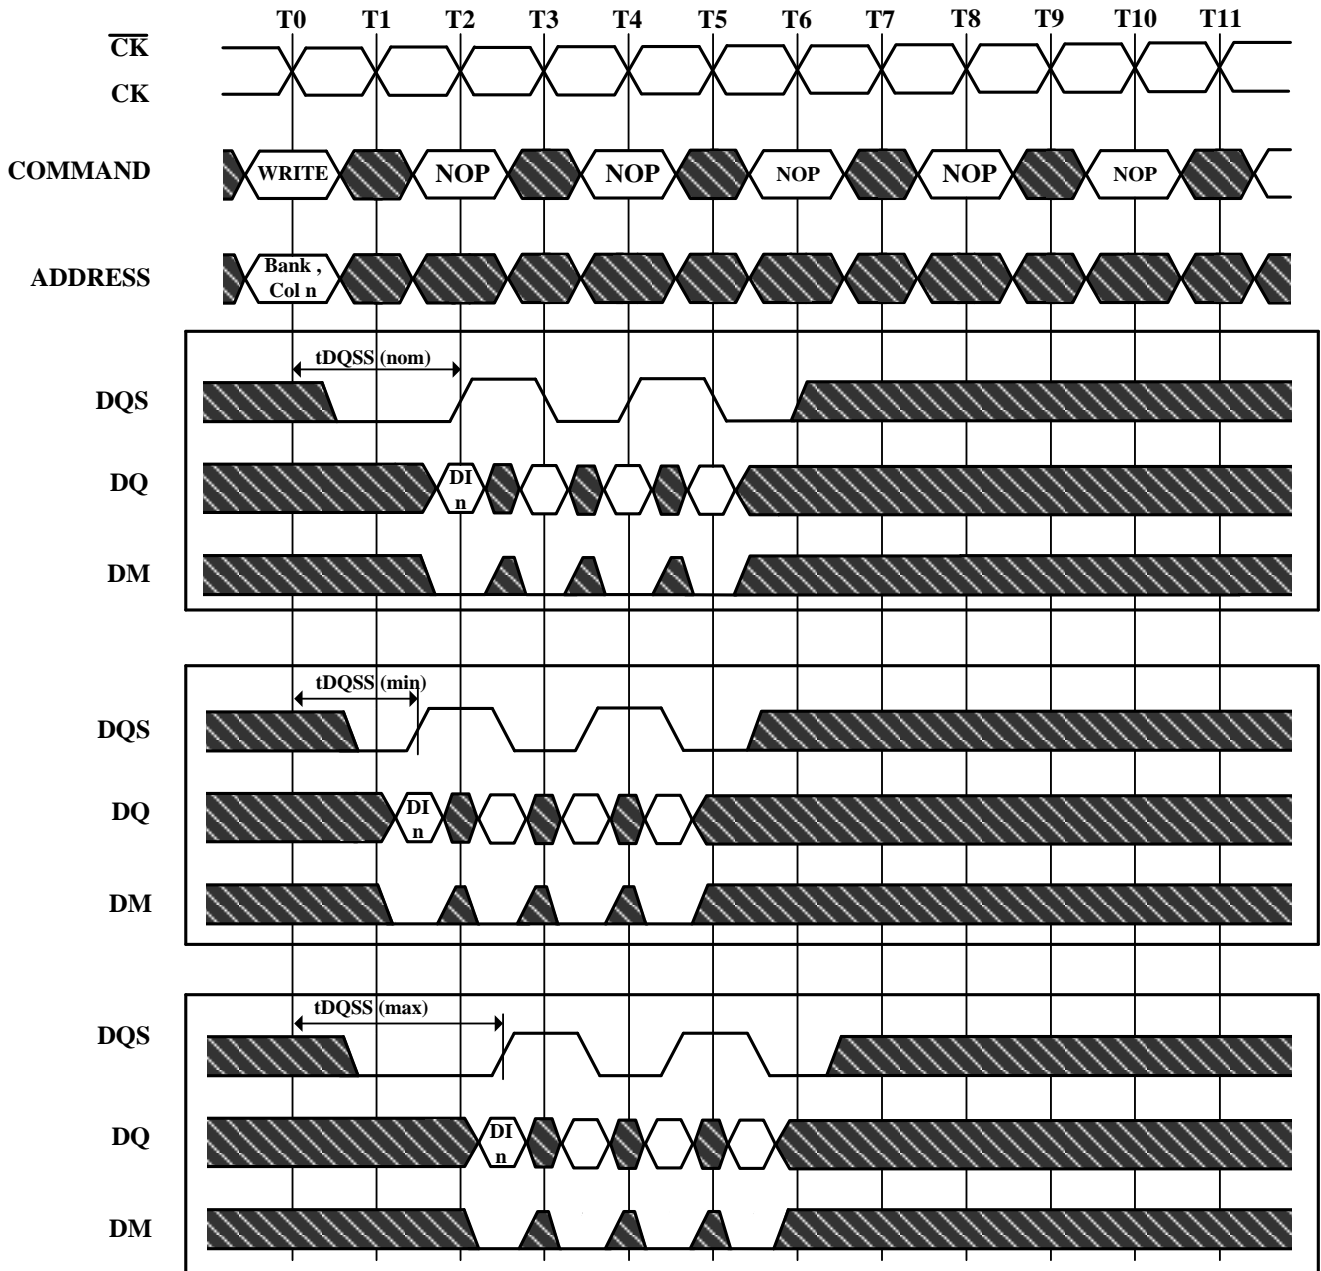 T0 T1 T2 T3 T4 T5 T6 T7 T8 T9 T10 T11
CK
CK
COMMAND WRITE NOP NOP NOP NOP NOP
ADDRESS Bank ,
Col n
tDQSS (nom)
DQS
DQ DI
n
DM
tDQSS (min)
DQS
DQ DI
n
DM
tDQSS (max)
DQS
DQ DI
n
DM